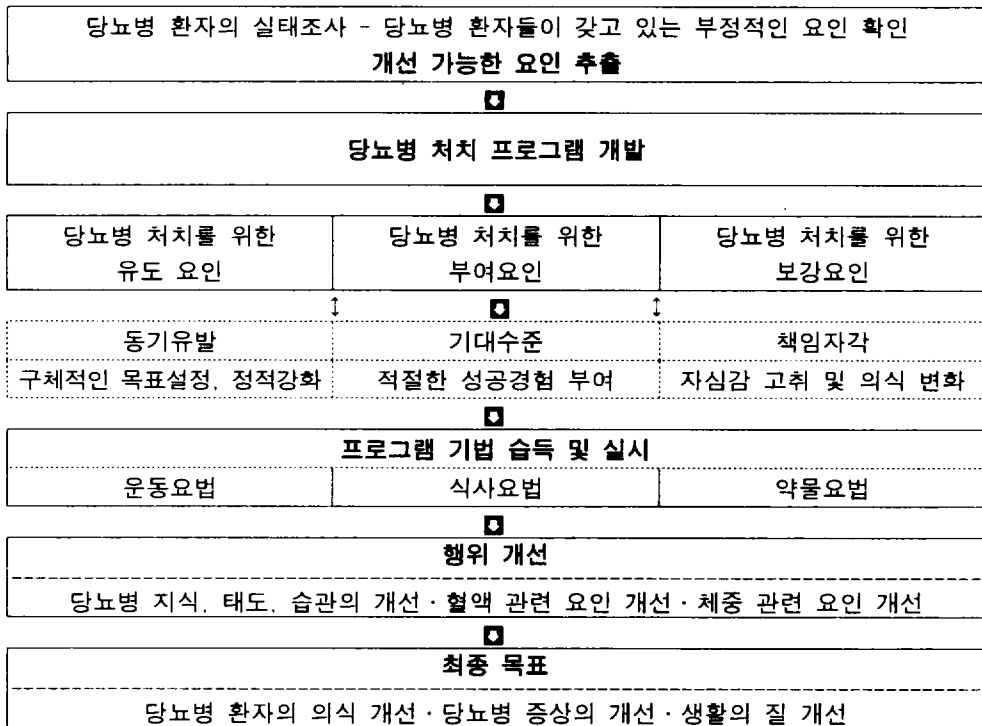 당뇨병 환자의 실태조사 - 당뇨병 환자들이 갖고 있는 부정적인 요인 확인
개선 가능한 요인 추출
당뇨병 처치 프로그램 개발
당뇨병 처치를 위한 당뇨병 처치를 위한 당뇨병 처치를 위한
유도 요인 부여요인 보강요인
동기유발 기대수준 책임자각
구체적인 목표설정, 정적강화 적절한 성공경험 부여 자심감 고취 및 의식 변화
프로그램 기법 습득 및 실시
운동요법 식사요법 약물요법
행위 개선
당뇨병 지식, 태도, 습관의 개선 · 혈액 관련 요인 개선 · 체중 관련 요인 개선
최종 목표
당뇨병 환자의 의식 개선 · 당뇨병 증상의 개선 · 생활의 질 개선